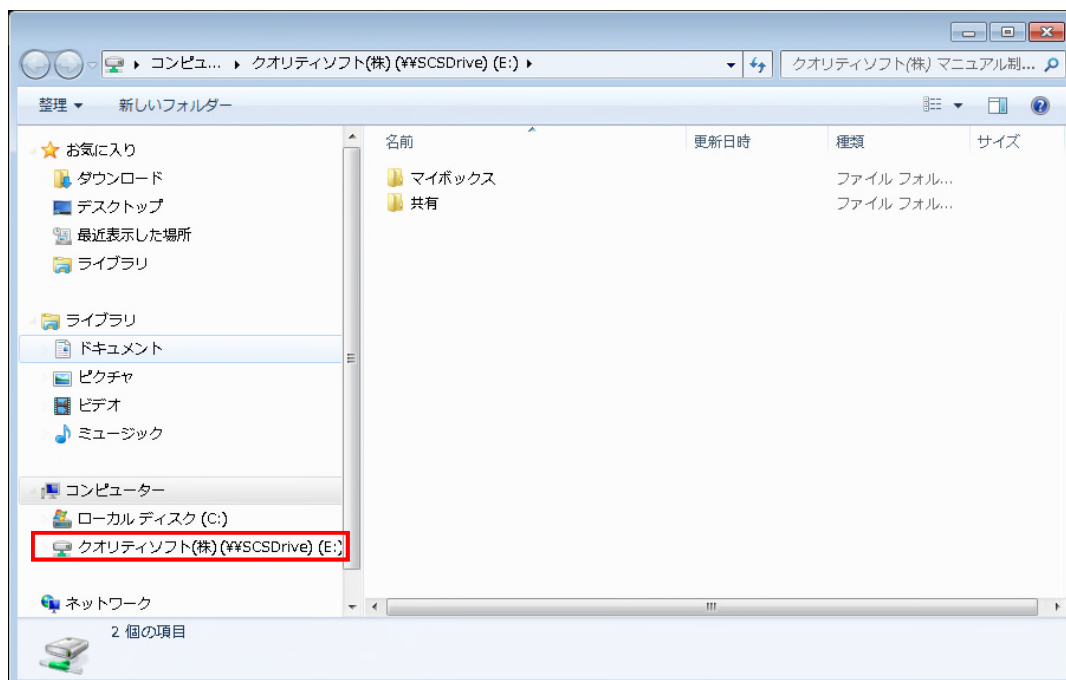 コンピュ... クオリティソフト(株) (¥¥SCSDrive) (E:)
クオリティソフト(株) マニュアル制...
整理 新しいフォルダー
お気に入り
ダウンロード
デスクトップ
最近表示した場所
ライブラリ
ライブラリ
ドキュメント
ピクチャ
ビデオ
ミュージック
コンピューター
ローカル ディスク (C:)
クオリティソフト(株) (¥¥SCSDrive) (E:)
ネットワーク
名前 更新日時 種類 サイズ
マイボックス ファイル フォル...
共有 ファイル フォル...
2 個の項目